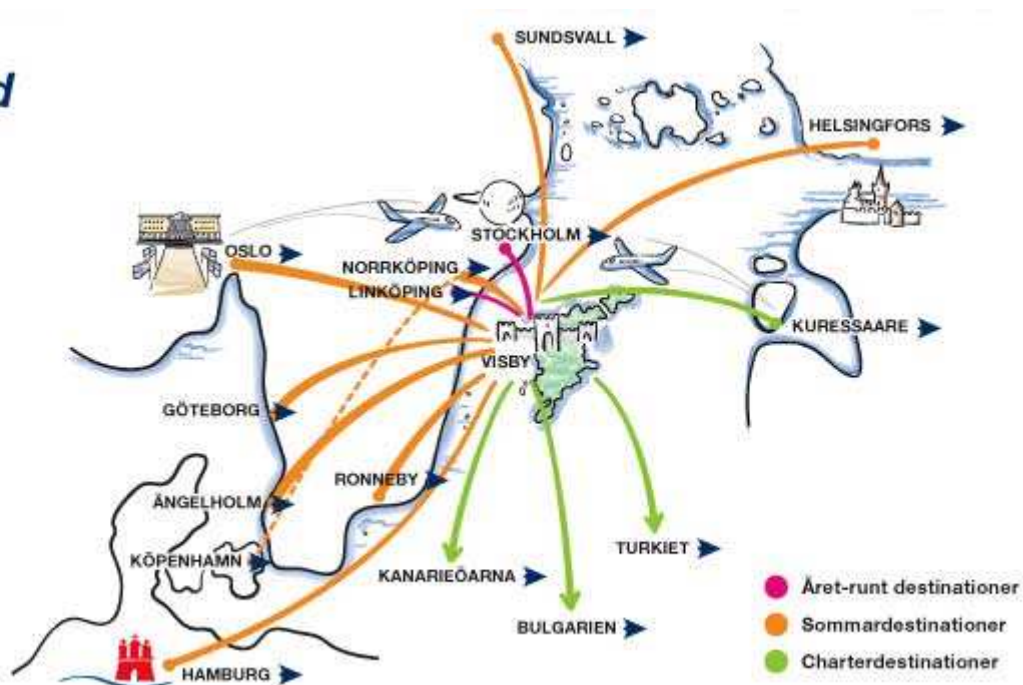 d
SUNDSVALL
HELSINGFORS
STOCKHOLM
OSLO
NORRKÖPING
LINKÖPING
KURESSAARE
VISBY
GÖTEBORG
RONNEBY
ÄNGELHOLM
KÖPENHAMN
TURKIET
KANARIEÖARNA
BULGARIEN
HAMBURG
Året-runt destinationer
Sommardestinationer
Charterdestinationer